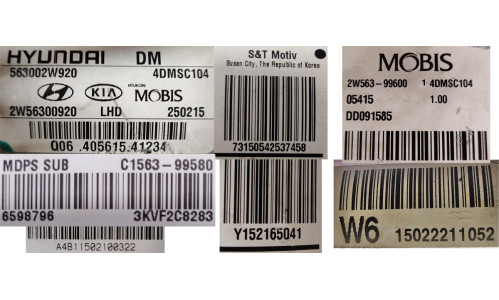 HYUNDAI DM
563002W920 4DMSC104
HYUNDAI KIA MOBIS
2W56300920 LHD 250215
Q06 .405615.41234
MDPS SUB C1563-99580
6598796 3KVF2C8283
A4B11502100322
S&T Motiv
Busan City, The Republic of Korea
73150542537458
Y152165041
MOBIS
2W563-99600 1 4DMSC104
05415 1.00
DD091585
W6 15022211052